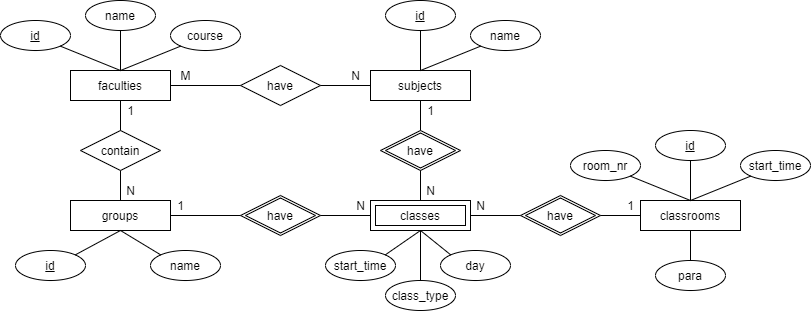 name
id
course
id
name
faculties
M
have
N
subjects
1
1
contain
have
id
room_nr
start_time
N
N
groups
1
have
N
classes
N
have
1
classrooms
id
name
start_time
day
class_type
para